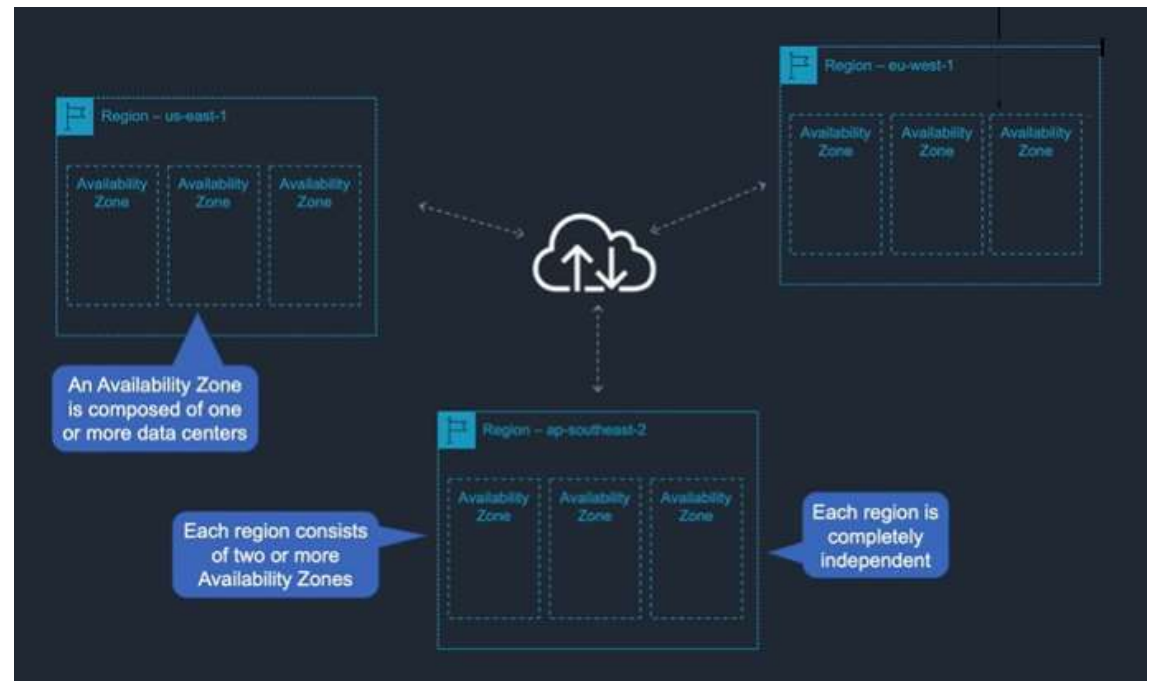 Region – us-east-1
Availability
Zone
Availability
Zone
Availability
Zone
An Availability Zone
is composed of one
or more data centers
Region – eu-west-1
Availability
Zone
Availability
Zone
Availability
Zone
Region – ap-southeast-2
Availability
Zone
Availability
Zone
Availability
Zone
Each region consists
of two or more
Availability Zones
Each region is
completely
independent